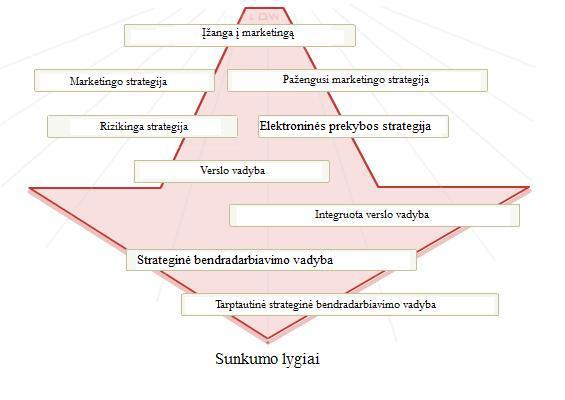 LOW
Įžanga į marketingą
Marketingo strategija
Pažengusi marketingo strategija
Rizikinga strategija
Elektroninės prekybos strategija
Verslo vadyba
Integruota verslo vadyba
Strateginė bendradarbiavimo vadyba
Tarptautinė strateginė bendradarbiavimo vadyba
Sunkumo lygiai